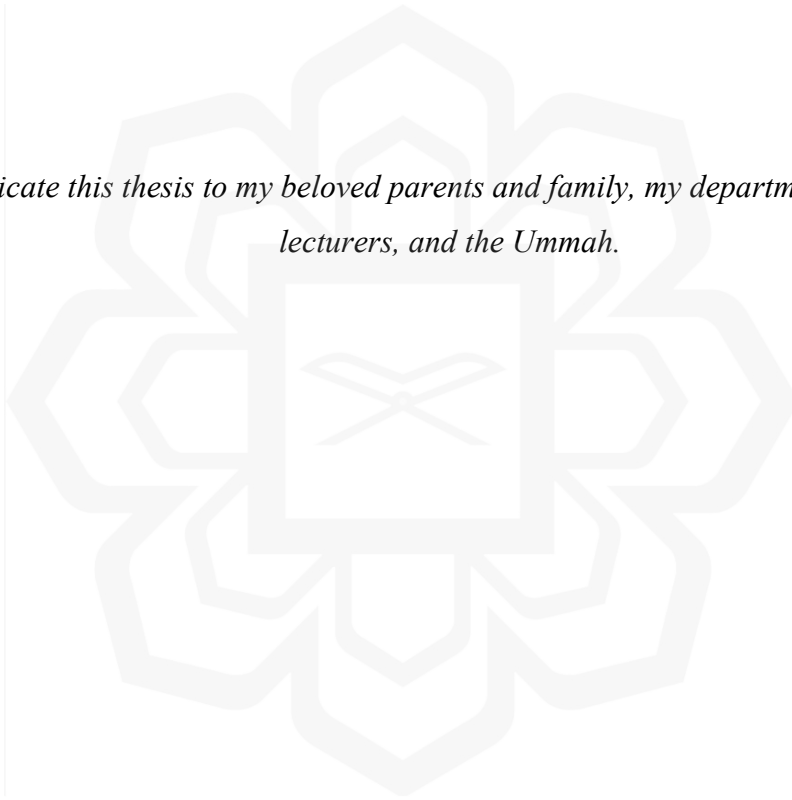 icate this thesis to my beloved parents and family, my departm
lecturers, and the Ummah.